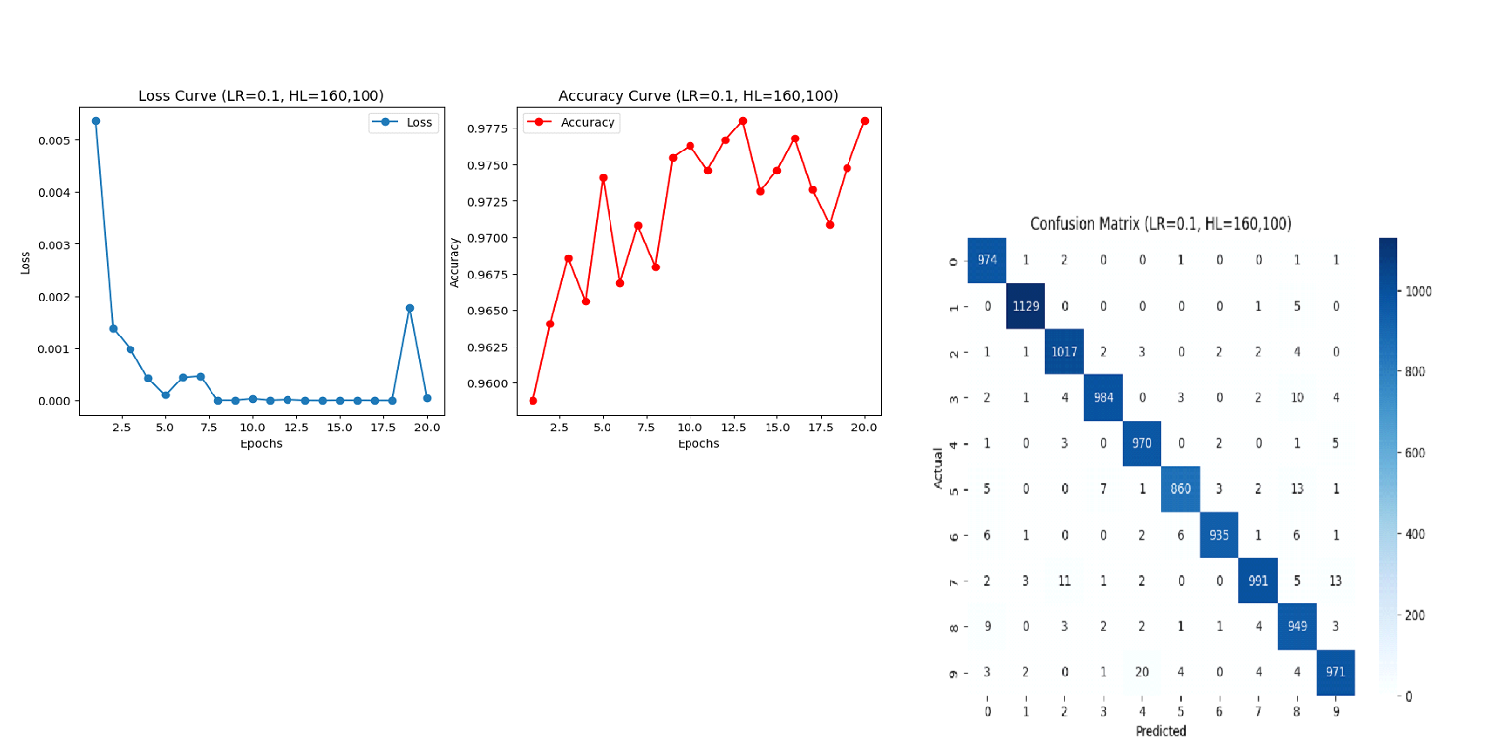 Loss Curve (LR=0.1, HL=160,100)
Loss
0.005
0.004
0.003
0.002
0.001
0.000
Loss
2.5 5.0 7.5 10.0 12.5 15.0 17.5 20.0
Epochs
Accuracy Curve (LR=0.1, HL=160,100)
Accuracy
0.9775
0.9750
0.9725
0.9700
0.9675
0.9650
0.9625
0.9600
Accuracy
2.5 5.0 7.5 10.0 12.5 15.0 17.5 20.0
Epochs
Confusion Matrix (LR=0.1, HL=160,100)
0 974 1 2 0 0 1 0 0 1 1
1 0 1129 0 0 0 0 0 1 5 0
2 1 1 1017 2 3 0 2 2 4 0
3 2 1 4 984 0 3 0 2 10 4
4 1 0 3 0 970 0 2 0 1 5
5 5 0 0 7 1 860 3 2 13 1
6 6 1 0 0 2 6 935 1 6 1
7 2 3 11 1 2 0 0 991 5 13
8 9 0 3 2 2 1 1 4 949 3
9 3 2 0 1 20 4 0 4 4 971
Actual
0 1 2 3 4 5 6 7 8 9
Predicted
1000
800
600
400
200
0